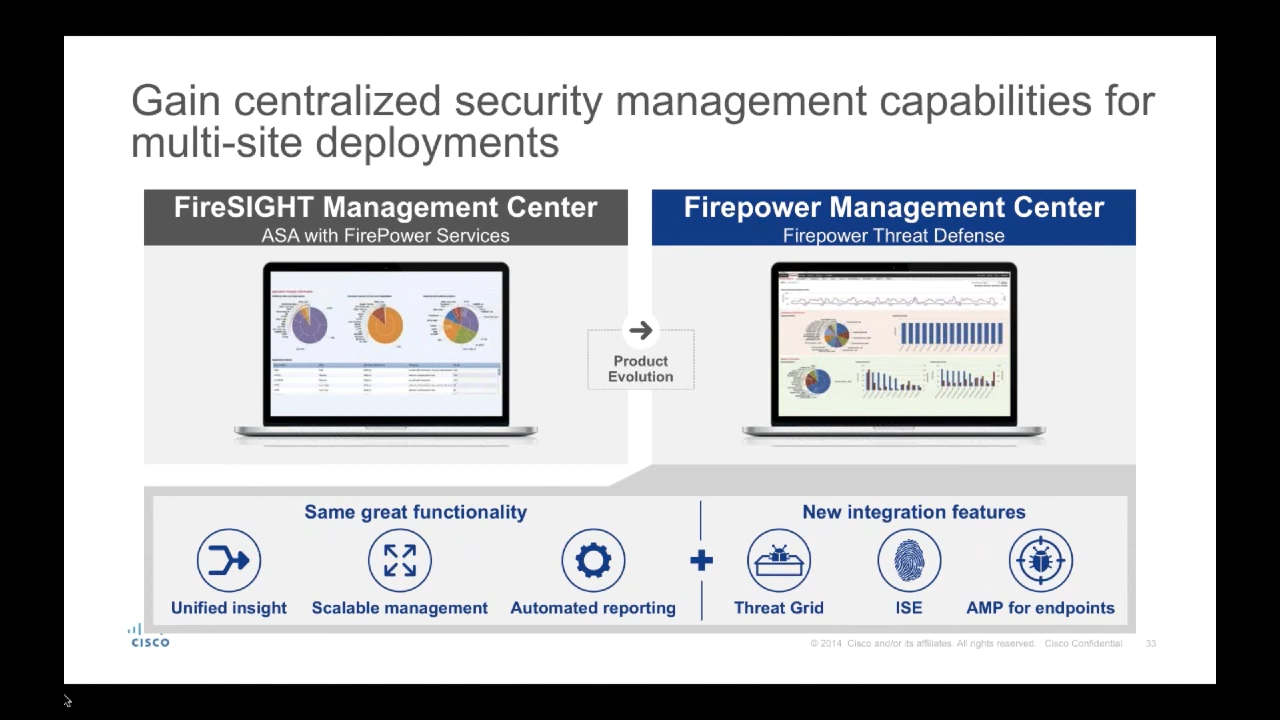 Gain centralized security management capabilities for
multi-site deployments
FireSIGHT Management Center
ASA with FirePower Services
Firepower Management Center
Firepower Threat Defense
Product
Evolution
Same great functionality
New integration features
Unified insight
Scalable management
Automated reporting
Threat Grid
ISE
AMP for endpoints
CISCO
© 2014 Cisco and/or its affiliates. All rights reserved. Cisco Confidential 33